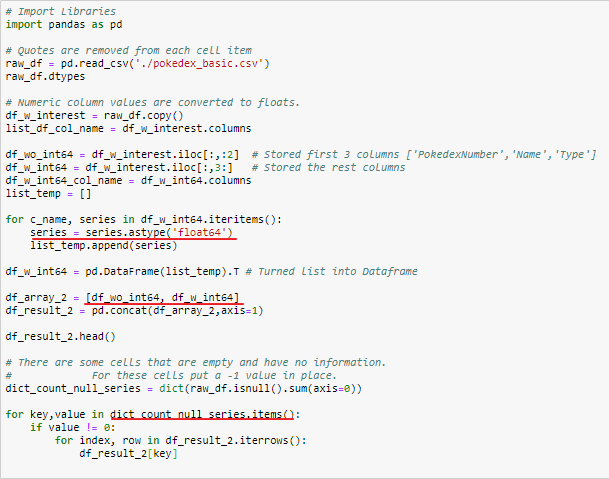 # Import Libraries
import pandas as pd
# Quotes are removed from each cell item
raw_df = pd.read_csv('./pokedex_basic.csv')
raw_df.dtypes
# Numeric column values are converted to floats.
df_w_interest = raw_df.copy()
list_df_col_name = df_w_interest.columns
df_wo_int64 = df_w_interest.iloc[:,:2]  # Stored first 3 columns ['PokedexNumber','Name','Type']
df_w_int64 = df_w_interest.iloc[:,3:]   # Stored the rest columns
df_w_int64_col_name = df_w_int64.columns
list_temp = []
for c_name, series in df_w_int64.iteritems():
    series = series.astype('float64')
    list_temp.append(series)
df_w_int64 = pd.DataFrame(list_temp).T # Turned list into Dataframe
df_array_2 = [df_wo_int64, df_w_int64]
df_result_2 = pd.concat(df_array_2,axis=1)
df_result_2.head()
# There are some cells that are empty and have no information.
#            For these cells put a -1 value in place.
dict_count_null_series = dict(raw_df.isnull().sum(axis=0))
for key,value in dict_count_null_series.items():
    if value != 0:
        for index, row in df_result_2.iterrows():
            df_result_2[key]